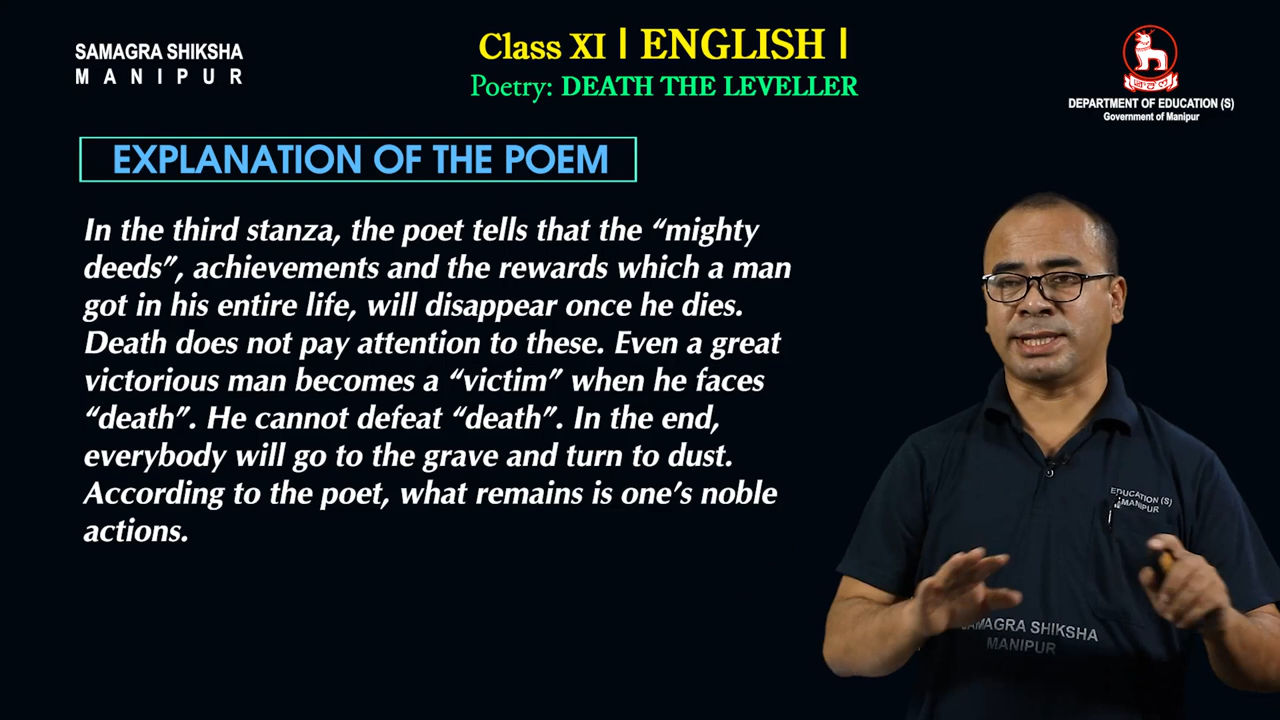 SAMAGRA SHIKSHA
MANIPUR
Class XI | ENGLISH |
Poetry: DEATH THE LEVELLER
DEPARTMENT OF EDUCATION (S)
Government of Manipur
EXPLANATION OF THE POEM
In the third stanza, the poet tells that the “mighty
deeds”, achievements and the rewards which a man
got in his entire life, will disappear once he dies.
Death does not pay attention to these. Even a great
victorious man becomes a “victim” when he faces
“death”. He cannot defeat “death”. In the end,
everybody will go to the grave and turn to dust.
According to the poet, what remains is one’s noble
actions.
EDUCATION (S)
MANIPUR
SAMAGRA SHIKSHA
MANIPUR